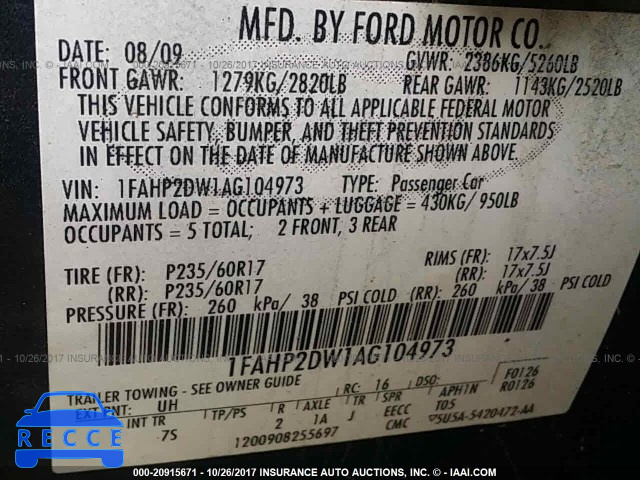 MFD. BY FORD MOTOR CO.
DATE: 08/09 GVWR: 2386KG/5260LB
FRONT GAWR: 1279KG/2820LB REAR GAWR: 1143KG/2520LB
THIS VEHICLE CONFORMS TO ALL APPLICABLE FEDERAL MOTOR
VEHICLE SAFETY, BUMPER, AND THEFT PREVENTION STANDARDS
IN EFFECT ON THE DATE OF MANUFACTURE SHOWN ABOVE.
VIN: 1FAHP2DW1AG104973 TYPE: Passenger Car
MAXIMUM LOAD = OCCUPANTS + LUGGAGE = 430KG/950LB
OCCUPANTS = 5 TOTAL; 2 FRONT, 3 REAR
TIRE (FR): P235/60R17 RIMS (FR): 17x7.5J
(RR): P235/60R17 (RR): 17x7.5J
PRESSURE (FR): 260 kPa/ 38 PSI COLD (RR): 260 kPa/ 38 PSI COLD
1FAHP2DW1AG104973
TRAILER TOWING - SEE OWNER GUIDE RC: 16 DSO: F0126
EXT PNT: UH R0126
INT TR TP/PS R AXLE TR SPR APH1N
7S 2 1A J EECC T05
1200908255697 CMC 5U5A-5420472-AA
RECCE
000-20915671 - 10/26/2017 INSURANCE AUTO AUCTIONS, INC. (C) - IAAI.COM